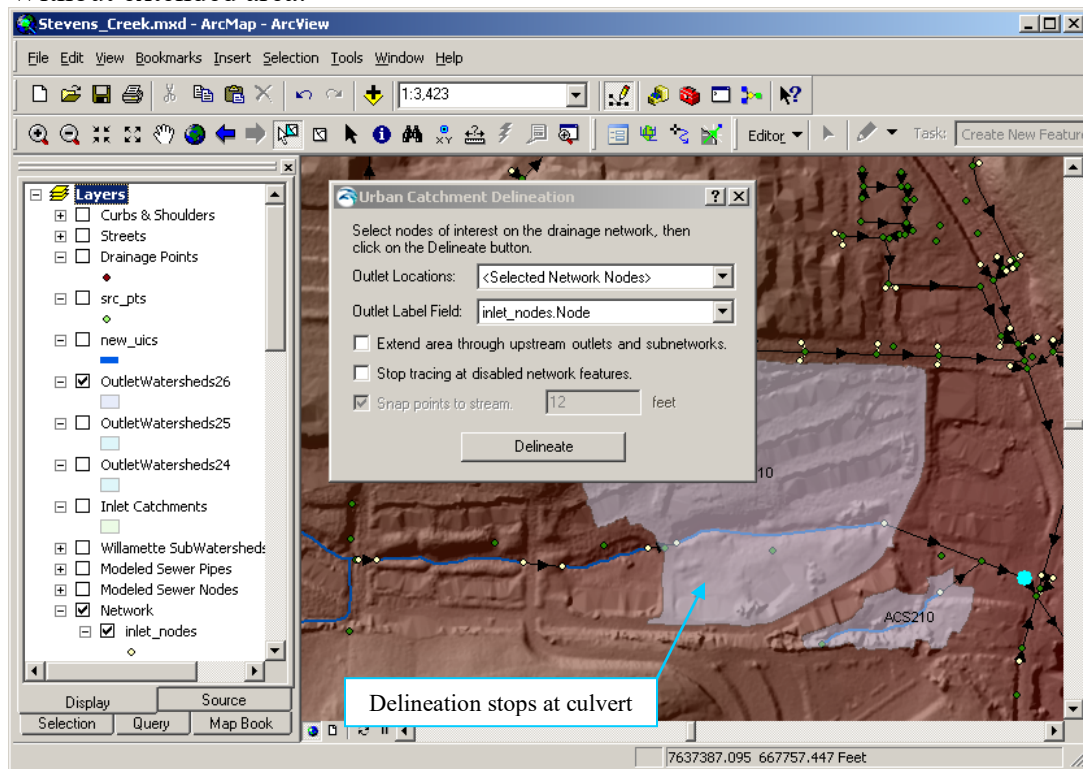 Without extended area.
Stevens_Creek.mxd - ArcMap - ArcView
File Edit View Bookmarks Insert Selection Tools Window Help
1:3,423
Editor Task: Create New Feature
Layers
Curbs & Shoulders
Streets
Drainage Points
src_pts
new_uics
OutletWatersheds26
OutletWatersheds25
OutletWatersheds24
Inlet Catchments
Willamette SubWatersheds
Modeled Sewer Pipes
Modeled Sewer Nodes
Network
inlet_nodes
Display Source
Selection Query Map Book
Urban Catchment Delineation
Select nodes of interest on the drainage network, then
click on the Delineate button.
Outlet Locations: <Selected Network Nodes>
Outlet Label Field: inlet_nodes.Node
Extend area through upstream outlets and subnetworks.
Stop tracing at disabled network features.
Snap points to stream. 12 feet
Delineate
10
ACS210
Delineation stops at culvert
7637387.095 667757.447 Feet